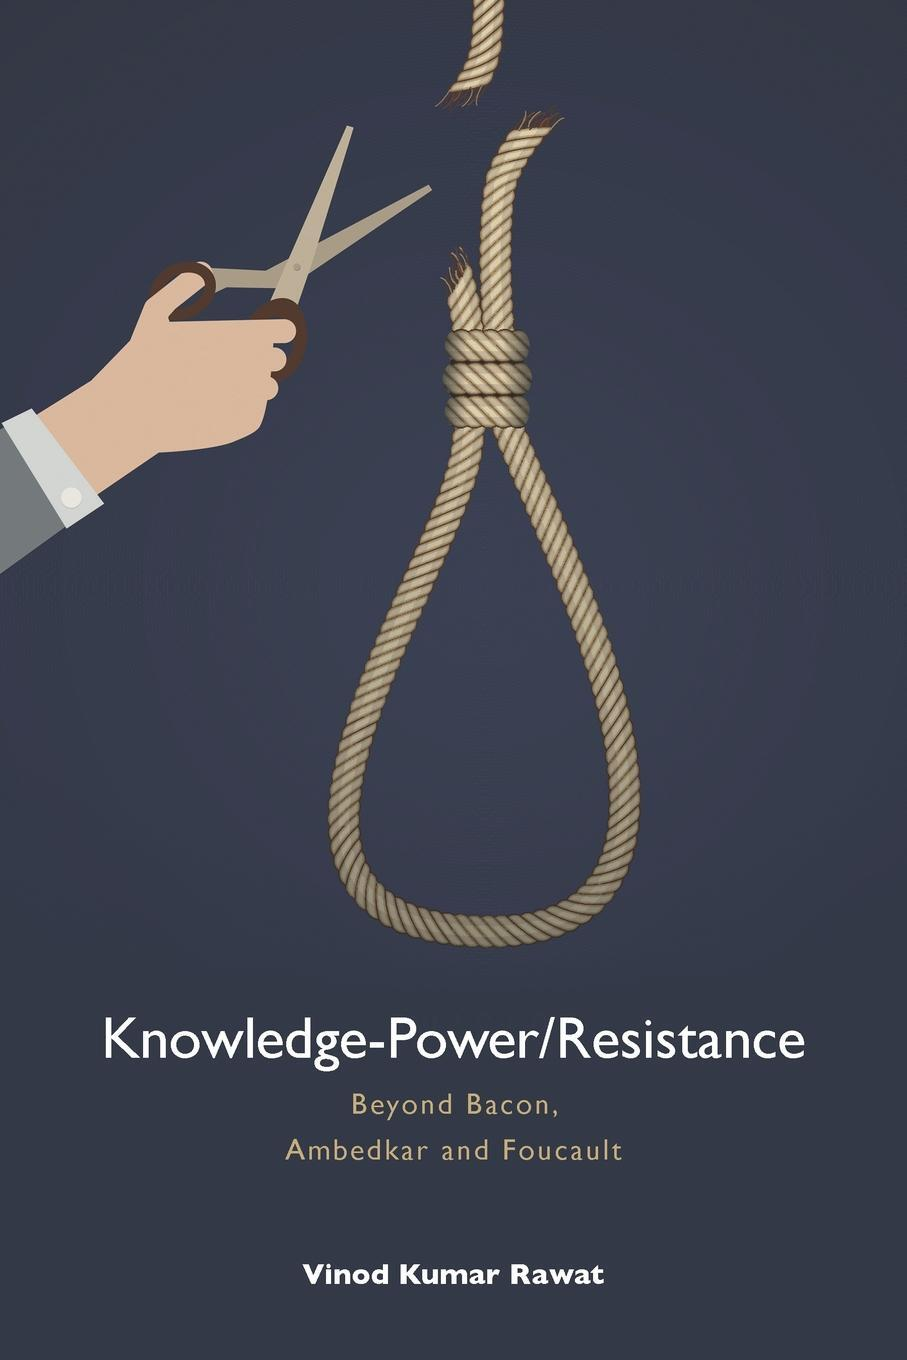 Knowledge-Power/Resistance
Beyond Bacon,
Ambedkar and Foucault
Vinod Kumar Rawat